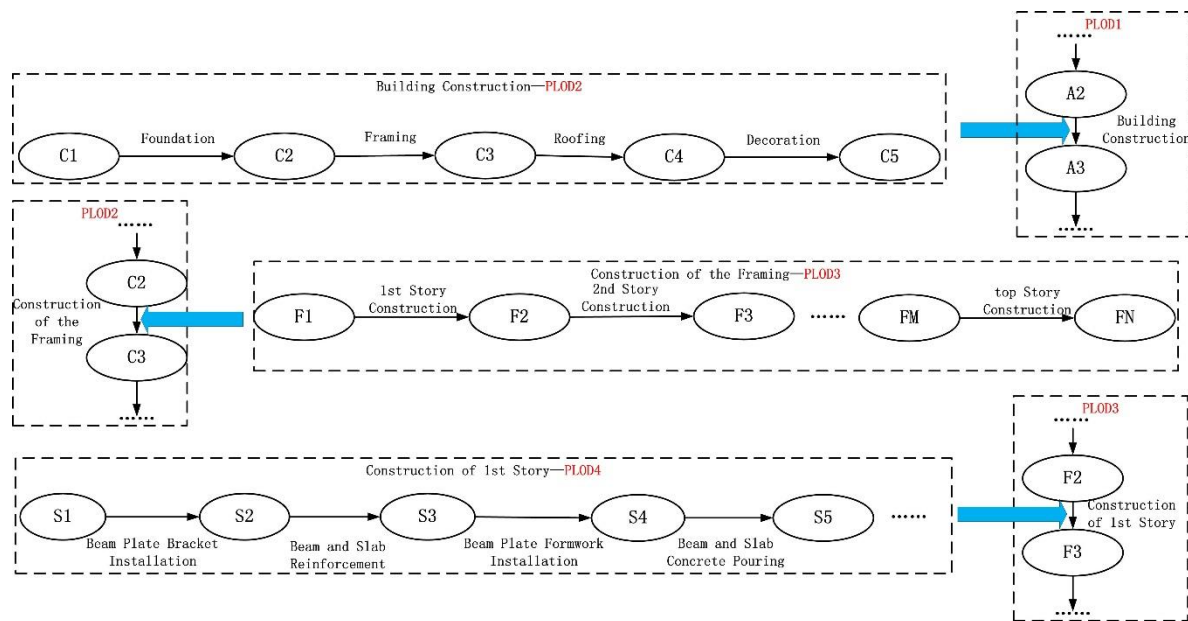 PLOD1
……
A2
Building
Construction
A3
……
Building Construction—PLOD2
C1
Foundation
C2
Framing
C3
Roofing
C4
Decoration
C5
PLOD2
……
C2
Construction
of the
Framing
C3
……
Construction of the Framing—PLOD3
F1
1st Story
Construction
F2
2nd Story
Construction
F3
……
FM
top Story
Construction
FN
PLOD3
……
F2
Construction
of 1st Story
F3
……
Construction of 1st Story—PLOD4
S1
Beam Plate Bracket
Installation
S2
Beam and Slab
Reinforcement
S3
Beam Plate Formwork
Installation
S4
Beam and Slab
Concrete Pouring
S5
……